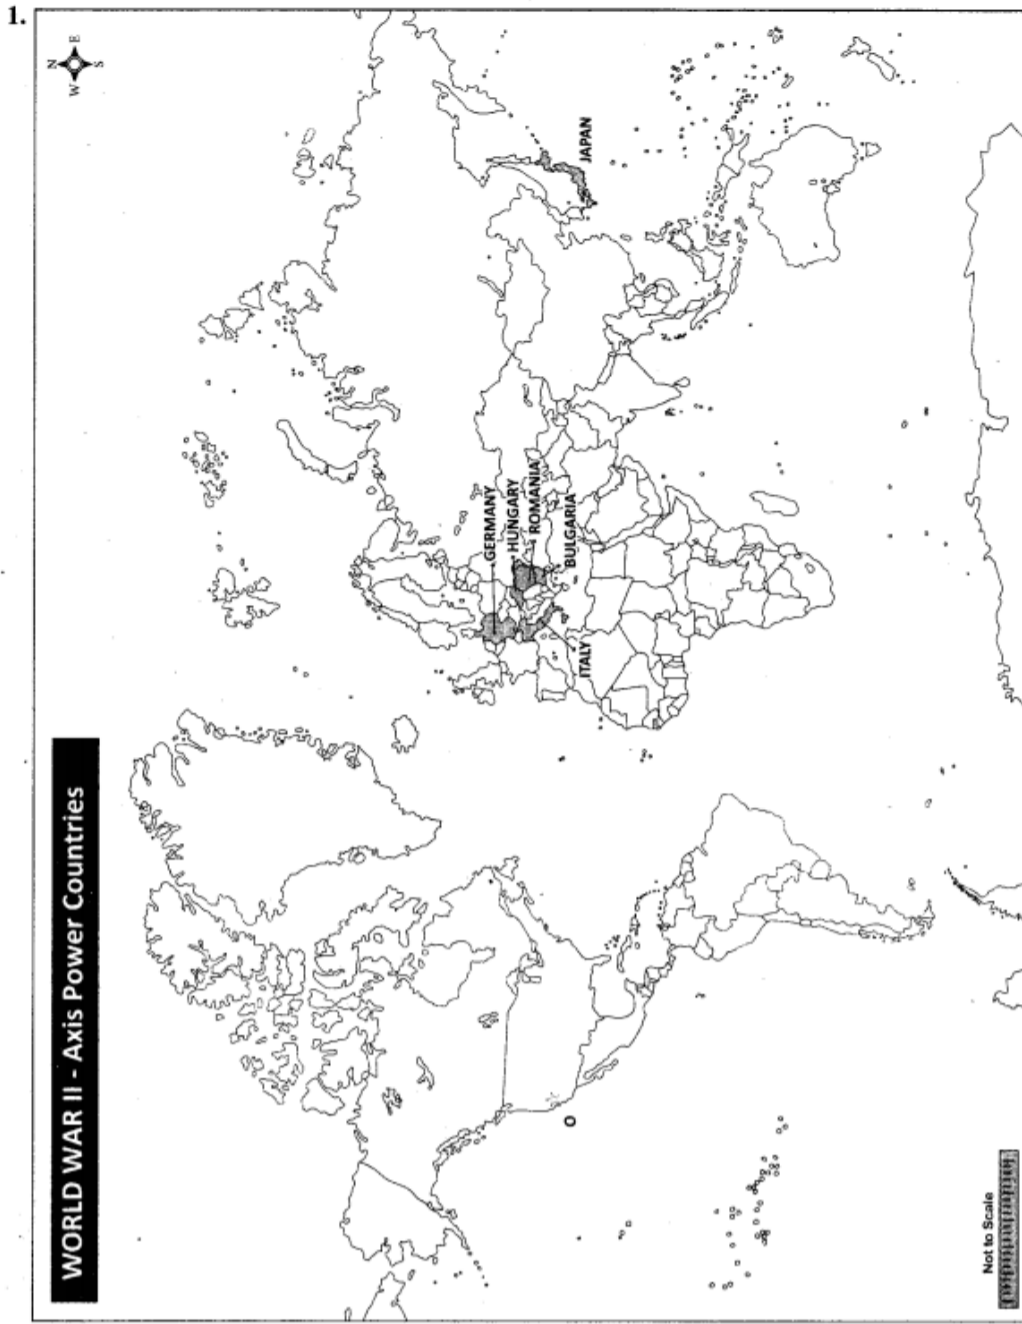 1.
WORLD WAR II - Axis Power Countries
N
W E
S
GERMANY
HUNGARY
ROMANIA
BULGARIA
ITALY
JAPAN
O
Not to Scale